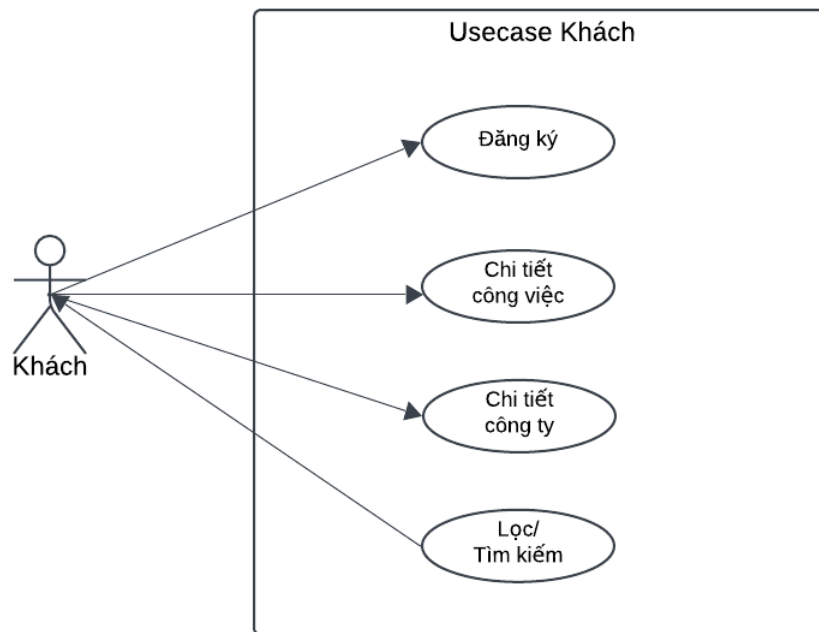 Usecase Khách
Đăng ký
Chi tiết
công việc
Khách
Chi tiết
công ty
Lọc/
Tìm kiếm